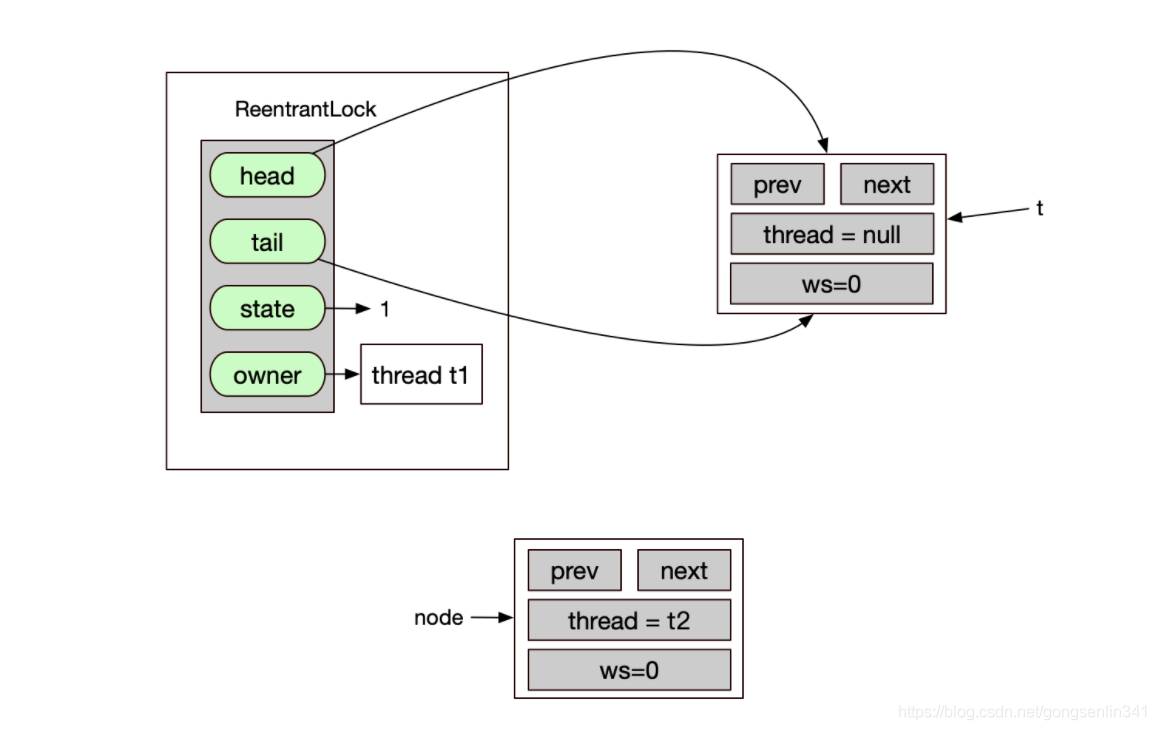 ReentrantLock
head
tail
state
1
owner
thread t1
prev
next
thread = null
ws=0
t
node
prev
next
thread = t2
ws=0
https://blog.csdn.net/gongsenlin341